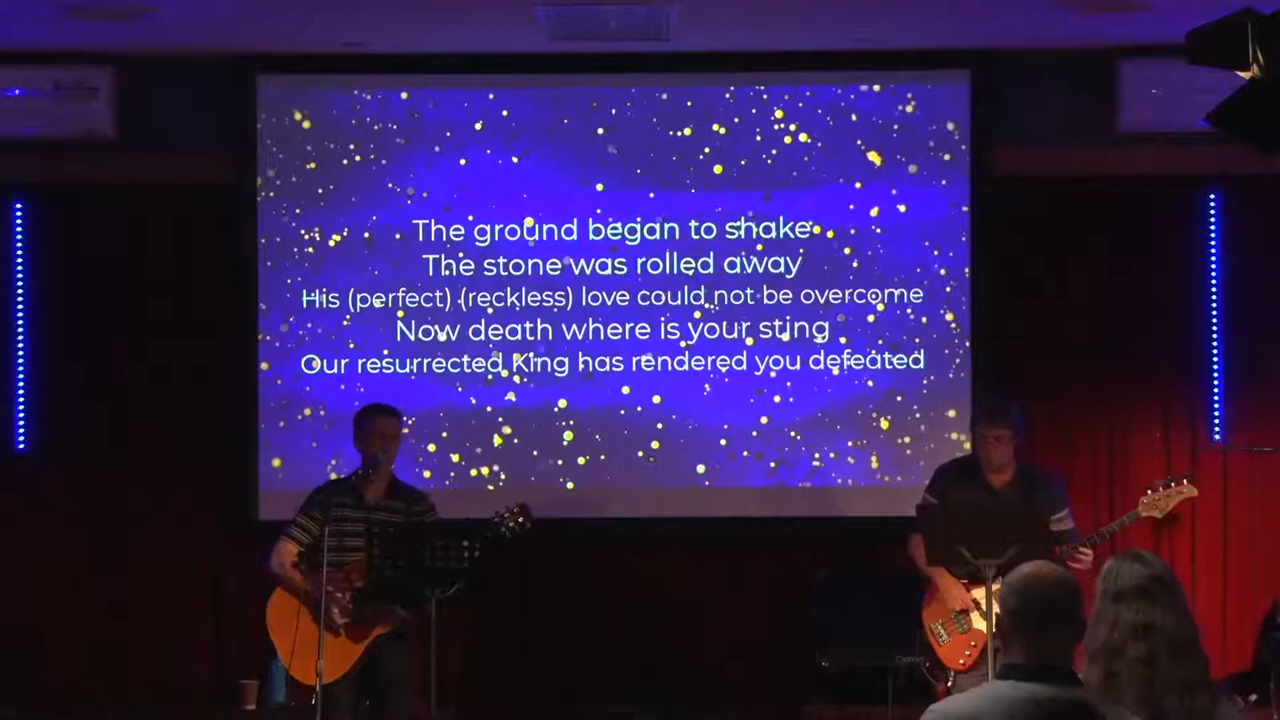 The ground began to shake
The stone was rolled away
His (perfect) (reckless) love could not be overcome
Now death where is your sting
Our resurrected King has rendered you defeated